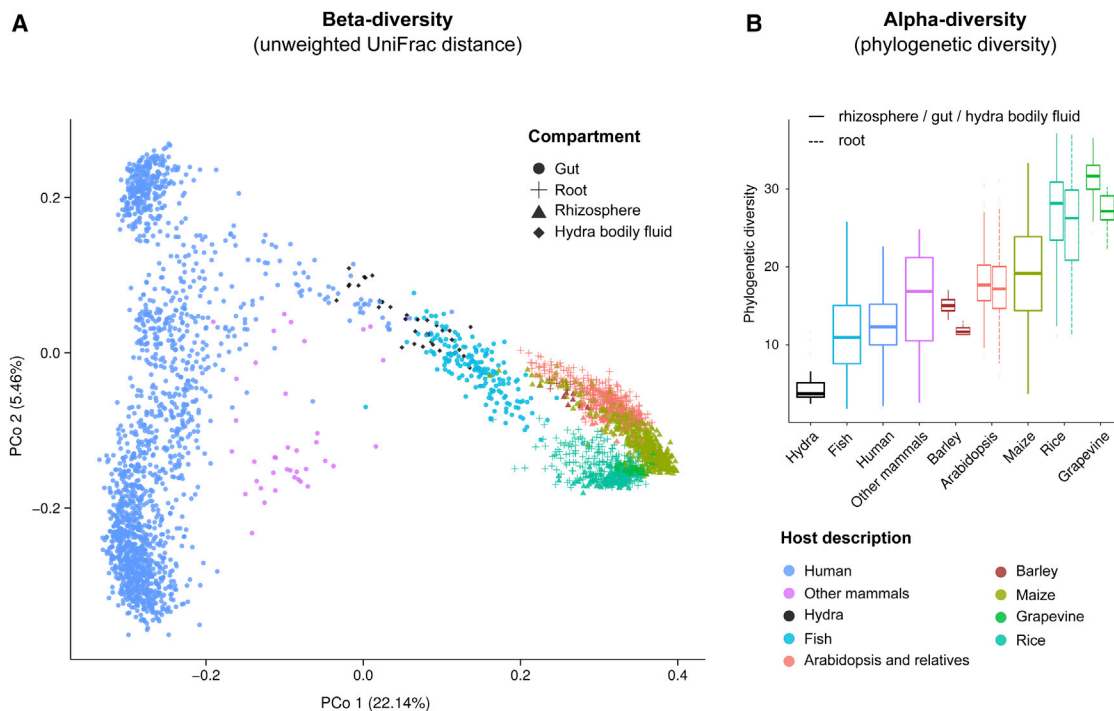 A
Beta-diversity
(unweighted UniFrac distance)
Compartment
Gut
Root
Rhizosphere
Hydra bodily fluid
PCo 2 (5.46%)
0.2
0.0
−0.2
−0.2
0.0
0.2
0.4
PCo 1 (22.14%)
B
Alpha-diversity
(phylogenetic diversity)
rhizosphere / gut / hydra bodily fluid
root
Phylogenetic diversity
30
20
10
Hydra
Fish
Human
Other mammals
Barley
Arabidopsis
Maize
Rice
Grapevine
Host description
Human
Other mammals
Hydra
Fish
Arabidopsis and relatives
Barley
Maize
Grapevine
Rice